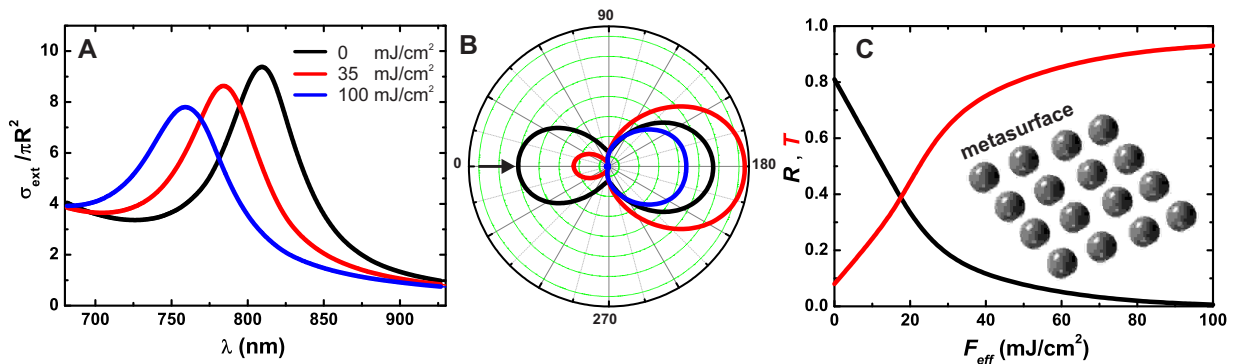 A
0 mJ/cm²
35 mJ/cm²
100 mJ/cm²
10
8
6
4
2
0
σext /πR²
700 750 800 850 900
λ (nm)
B
90
0
180
270
C
1.0
0.8
0.6
0.4
0.2
0.0
R , T
metasurface
0 20 40 60 80 100
Feff (mJ/cm²)